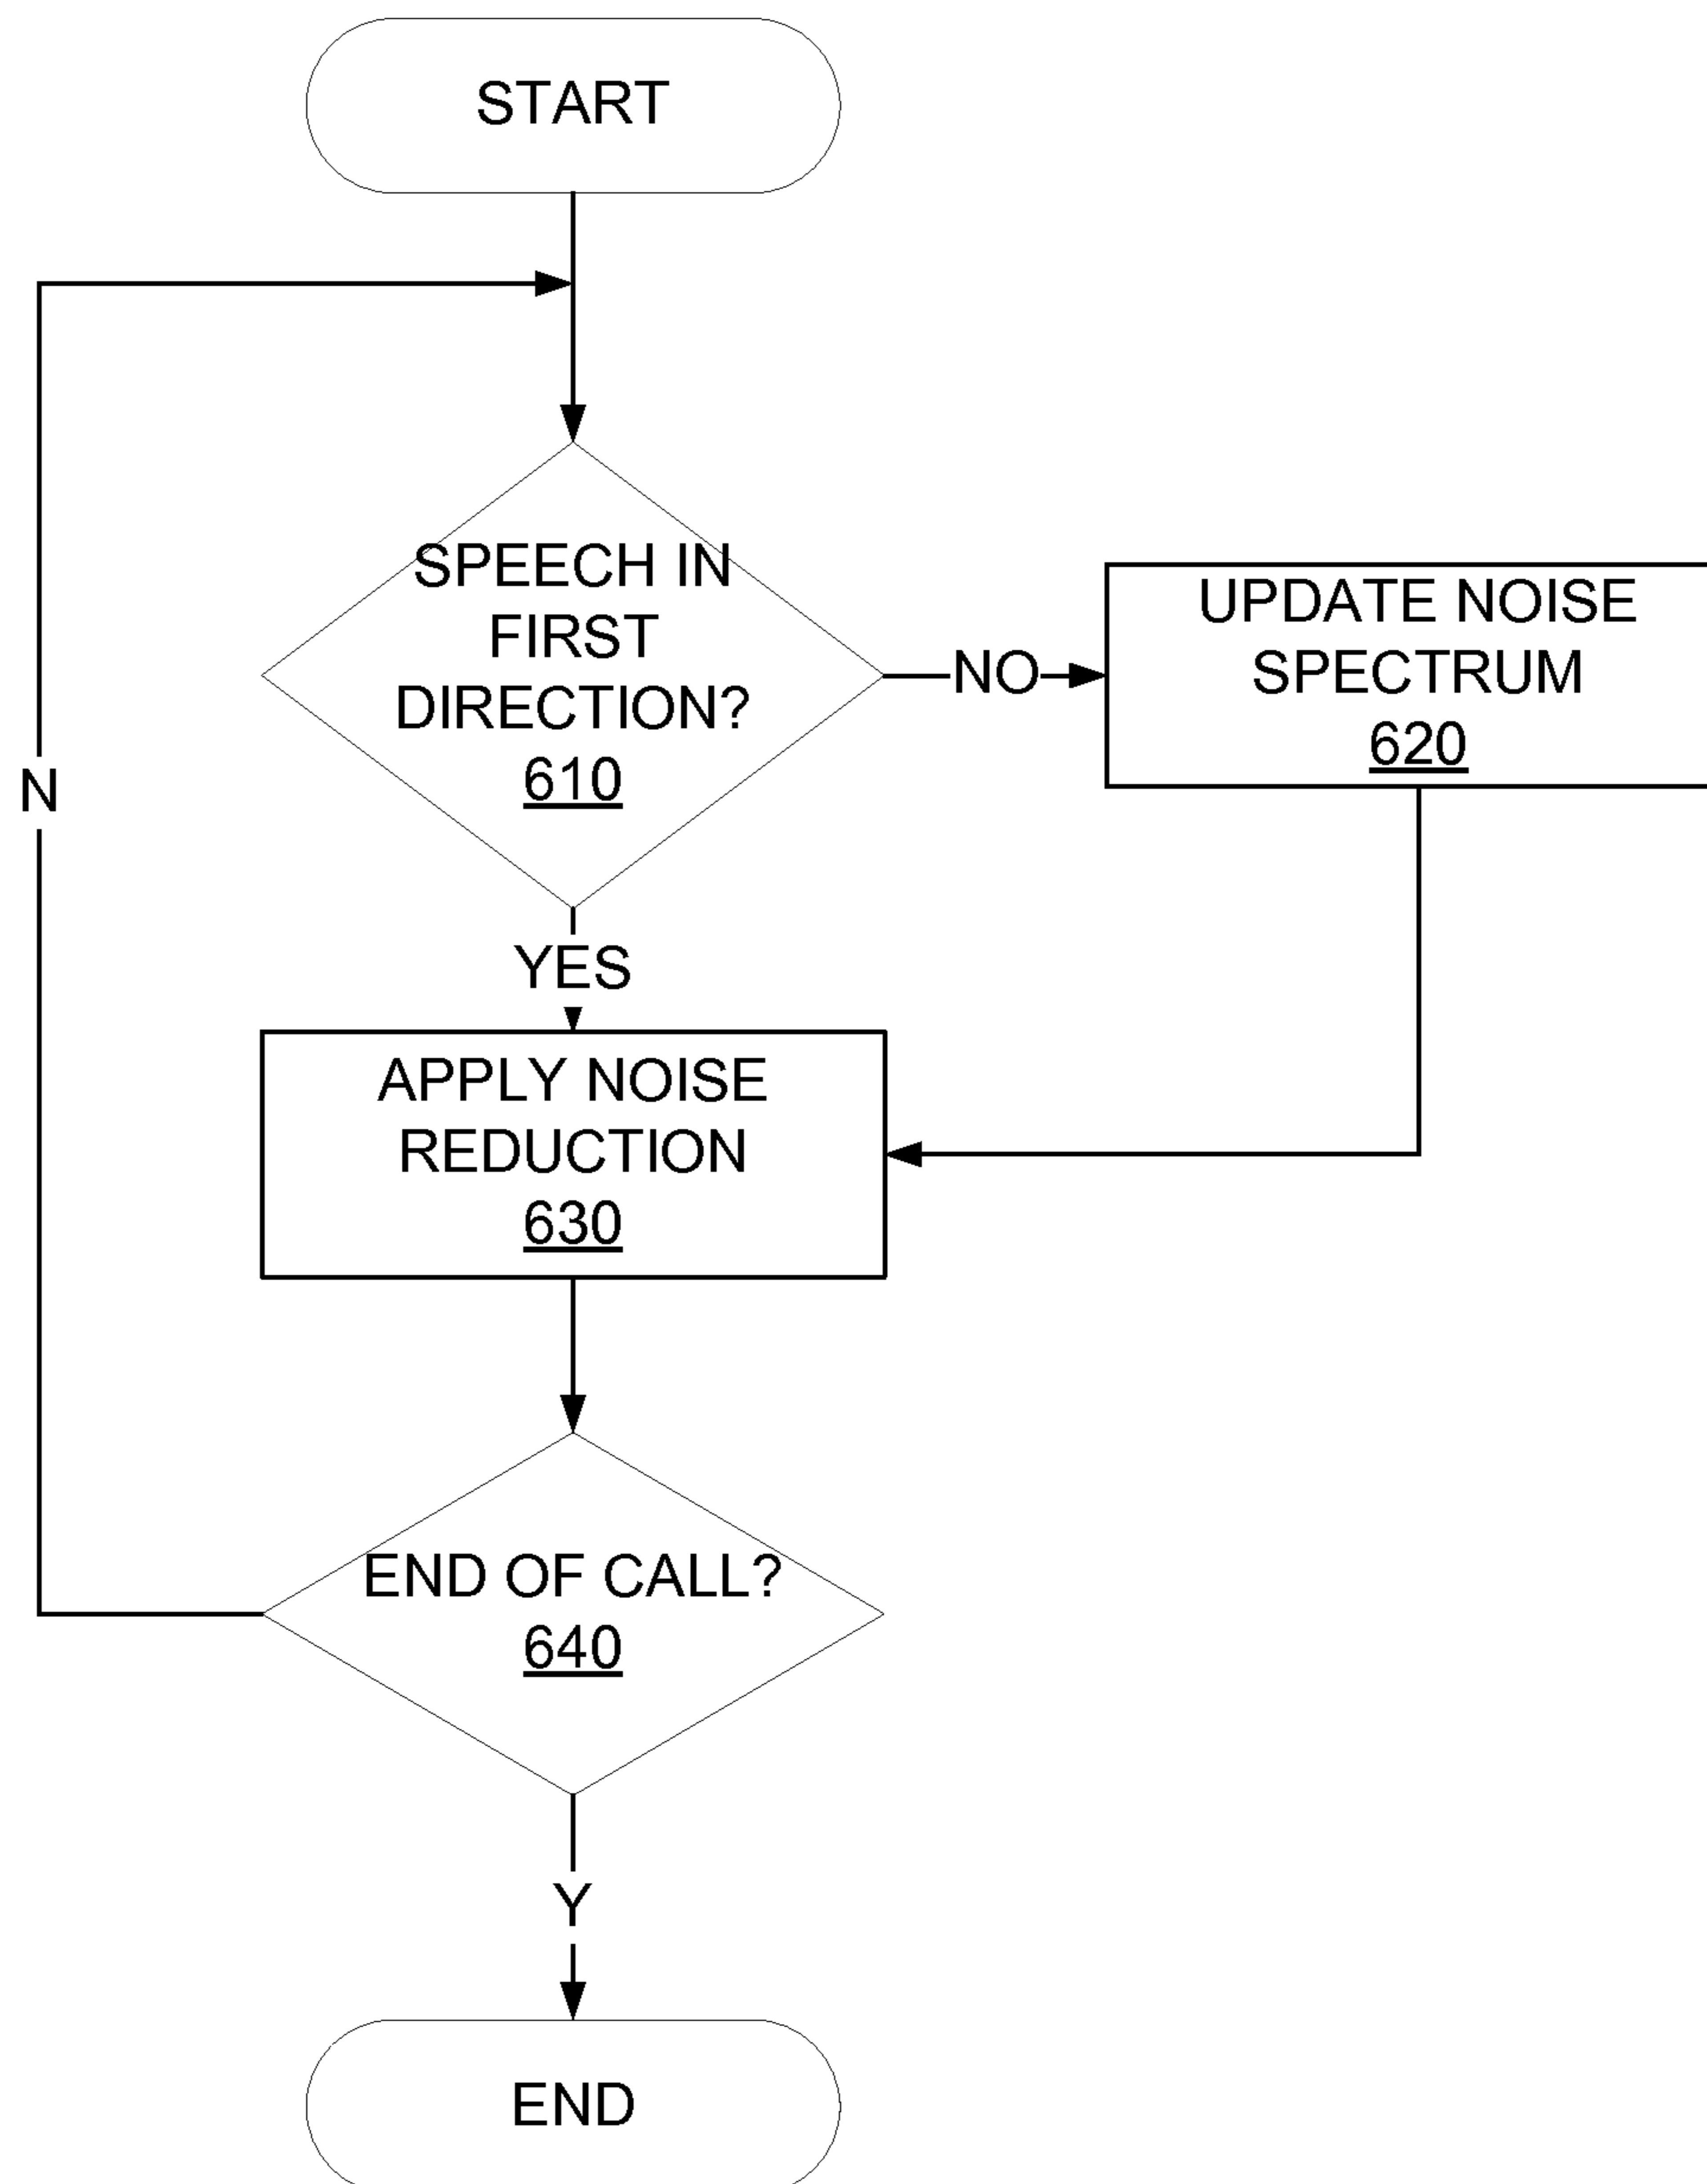 START
SPEECH IN
FIRST
DIRECTION?
610
NO
UPDATE NOISE
SPECTRUM
620
N
YES
APPLY NOISE
REDUCTION
630
END OF CALL?
640
Y
END